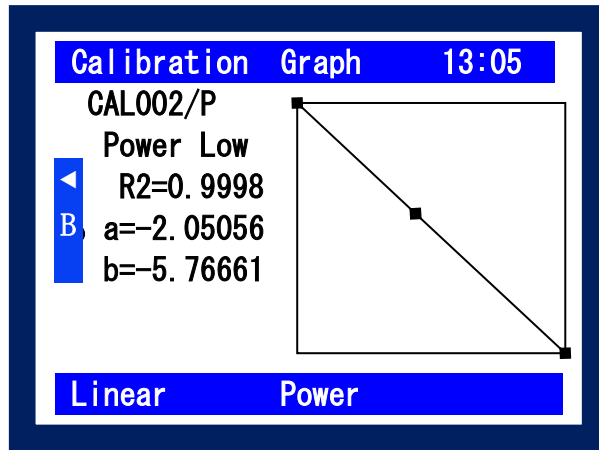 Calibration Graph 13:05
CAL002/P
Power Low
R2=0.9998
◀
B a=-2.05056
b=-5.76661
Linear Power